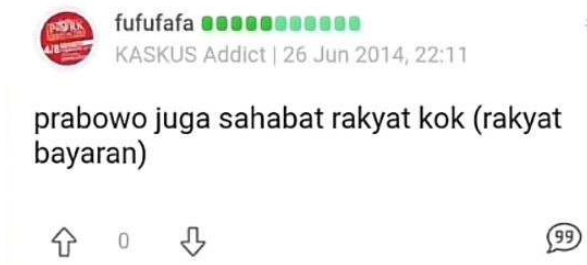 fufufafa
KASKUS Addict | 26 Jun 2014, 22:11
prabowo juga sahabat rakyat kok (rakyat
bayaran)
0
99